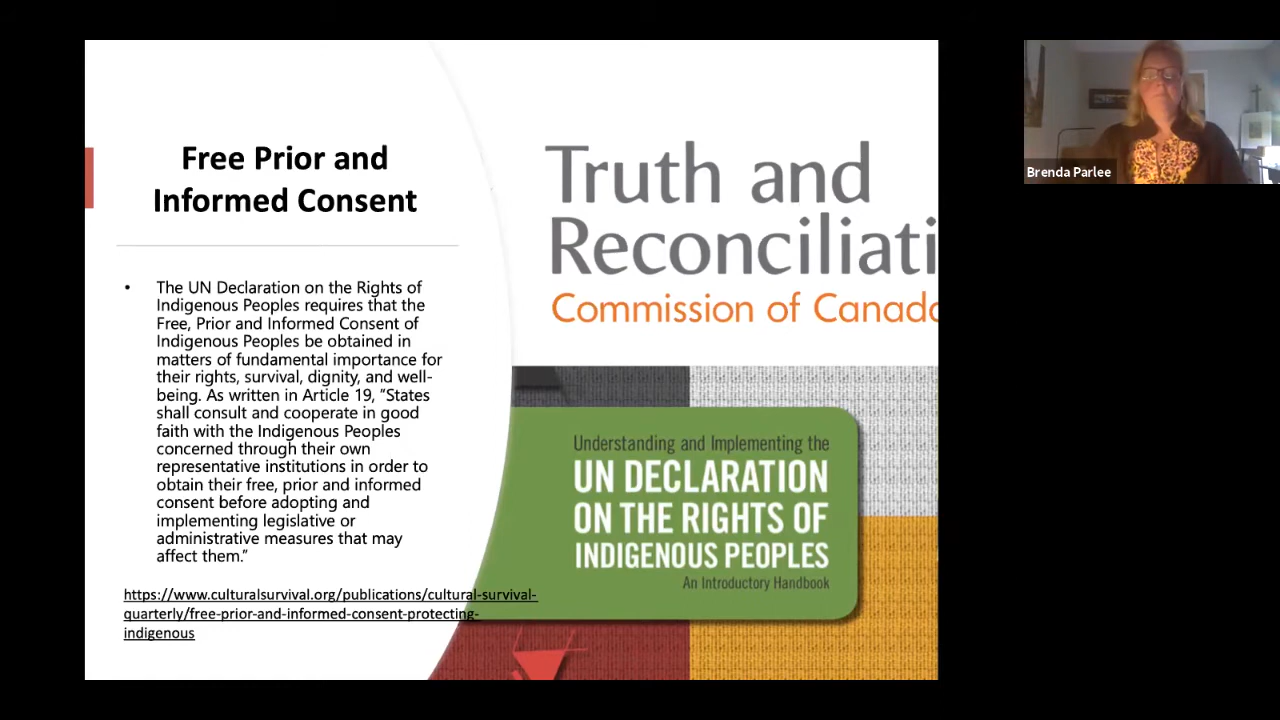 Free Prior and
Informed Consent
• The UN Declaration on the Rights of
Indigenous Peoples requires that the
Free, Prior and Informed Consent of
Indigenous Peoples be obtained in
matters of fundamental importance for
their rights, survival, dignity, and well-
being. As written in Article 19, “States
shall consult and cooperate in good
faith with the Indigenous Peoples
concerned through their own
representative institutions in order to
obtain their free, prior and informed
consent before adopting and
implementing legislative or
administrative measures that may
affect them.”
https://www.culturalsurvival.org/publications/cultural-survival-
quarterly/free-prior-and-informed-consent-protecting-
indigenous
Truth and
Reconciliati
Commission of Canada
Understanding and Implementing the
UN DECLARATION
ON THE RIGHTS OF
INDIGENOUS PEOPLES
An Introductory Handbook
Brenda Parlee